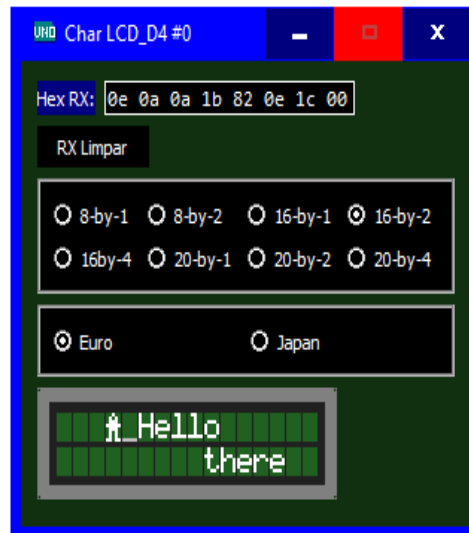 UNO Char LCD_D4 #0
Hex RX: 0e 0a 0a 1b 82 0e 1c 00
RX Limpar
8-by-1 8-by-2 16-by-1 16-by-2
16by-4 20-by-1 20-by-2 20-by-4
Euro Japan
_Hello
there